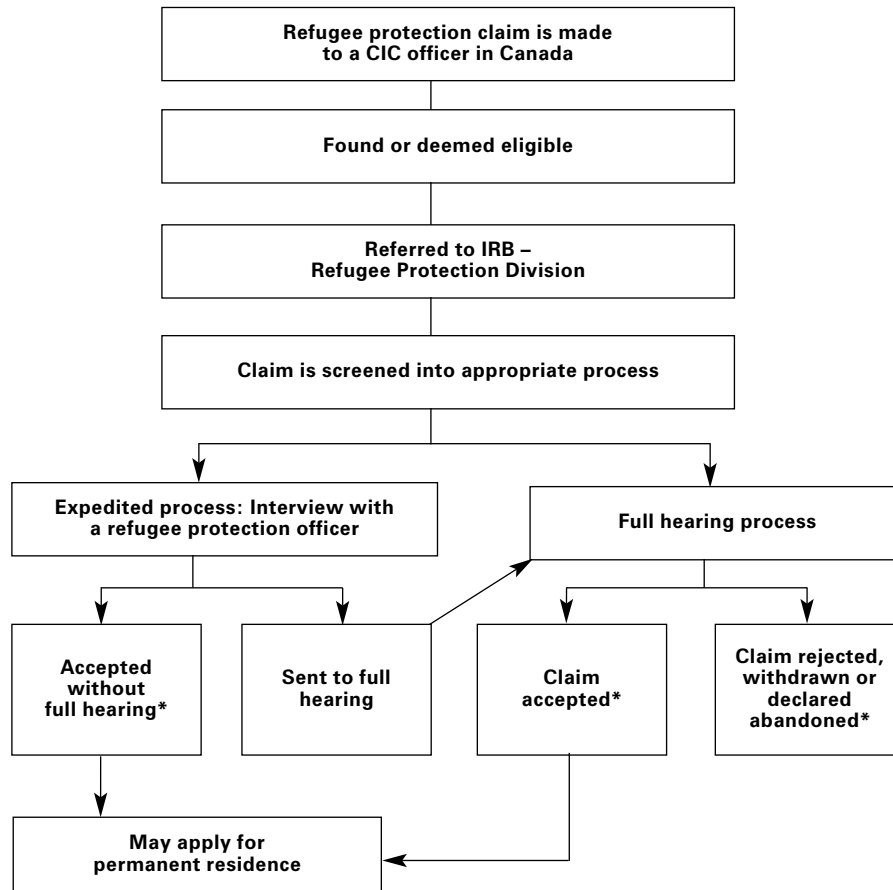 Refugee protection claim is made
to a CIC officer in Canada
Found or deemed eligible
Referred to IRB –
Refugee Protection Division
Claim is screened into appropriate process
Expedited process: Interview with
a refugee protection officer
Full hearing process
Accepted
without
full hearing*
Sent to full
hearing
Claim
accepted*
Claim rejected,
withdrawn or
declared
abandoned*
May apply for
permanent residence